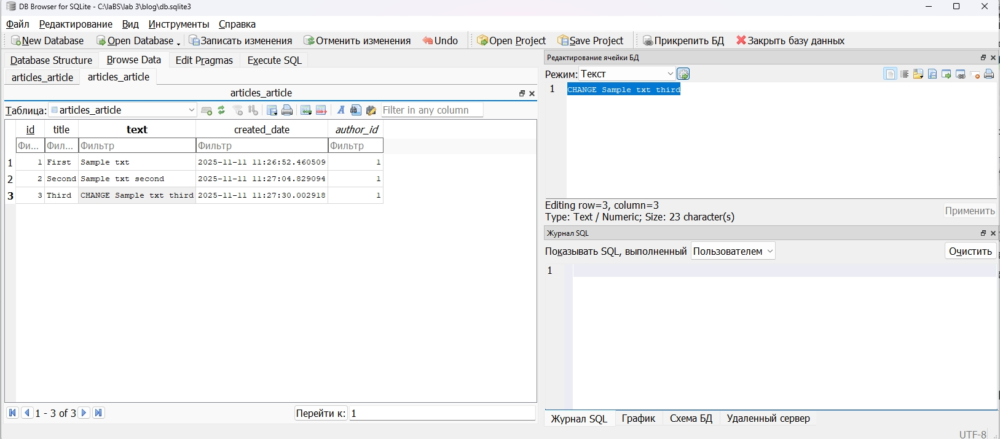 DB Browser for SQLite - C:\laBS\lab 3\blog\db.sqlite3
Файл Редактирование Вид Инструменты Справка
New Database Open Database Записать изменения Отменить изменения Undo Open Project Save Project Прикрепить БД Закрыть базу данных
Database Structure Browse Data Edit Pragmas Execute SQL
articles_article articles_article
articles_article
Таблица: articles_article Filter in any column
id title text created_date author_id
Фи... Фил... Фильтр Фильтр Фильтр
1 1 First Sample txt 2025-11-11 11:26:52.460509 1
2 2 Second Sample txt second 2025-11-11 11:27:04.829094 1
3 3 Third CHANGE Sample txt third 2025-11-11 11:27:30.002918 1
1 - 3 of 3 Перейти к: 1
Редактирование ячейки БД
Режим: Текст
1 CHANGE Sample txt third
Editing row=3, column=3
Type: Text / Numeric; Size: 23 character(s)
Применить
Журнал SQL
Показывать SQL, выполненный Пользователем Очистить
1
Журнал SQL График Схема БД Удаленный сервер
UTF-8